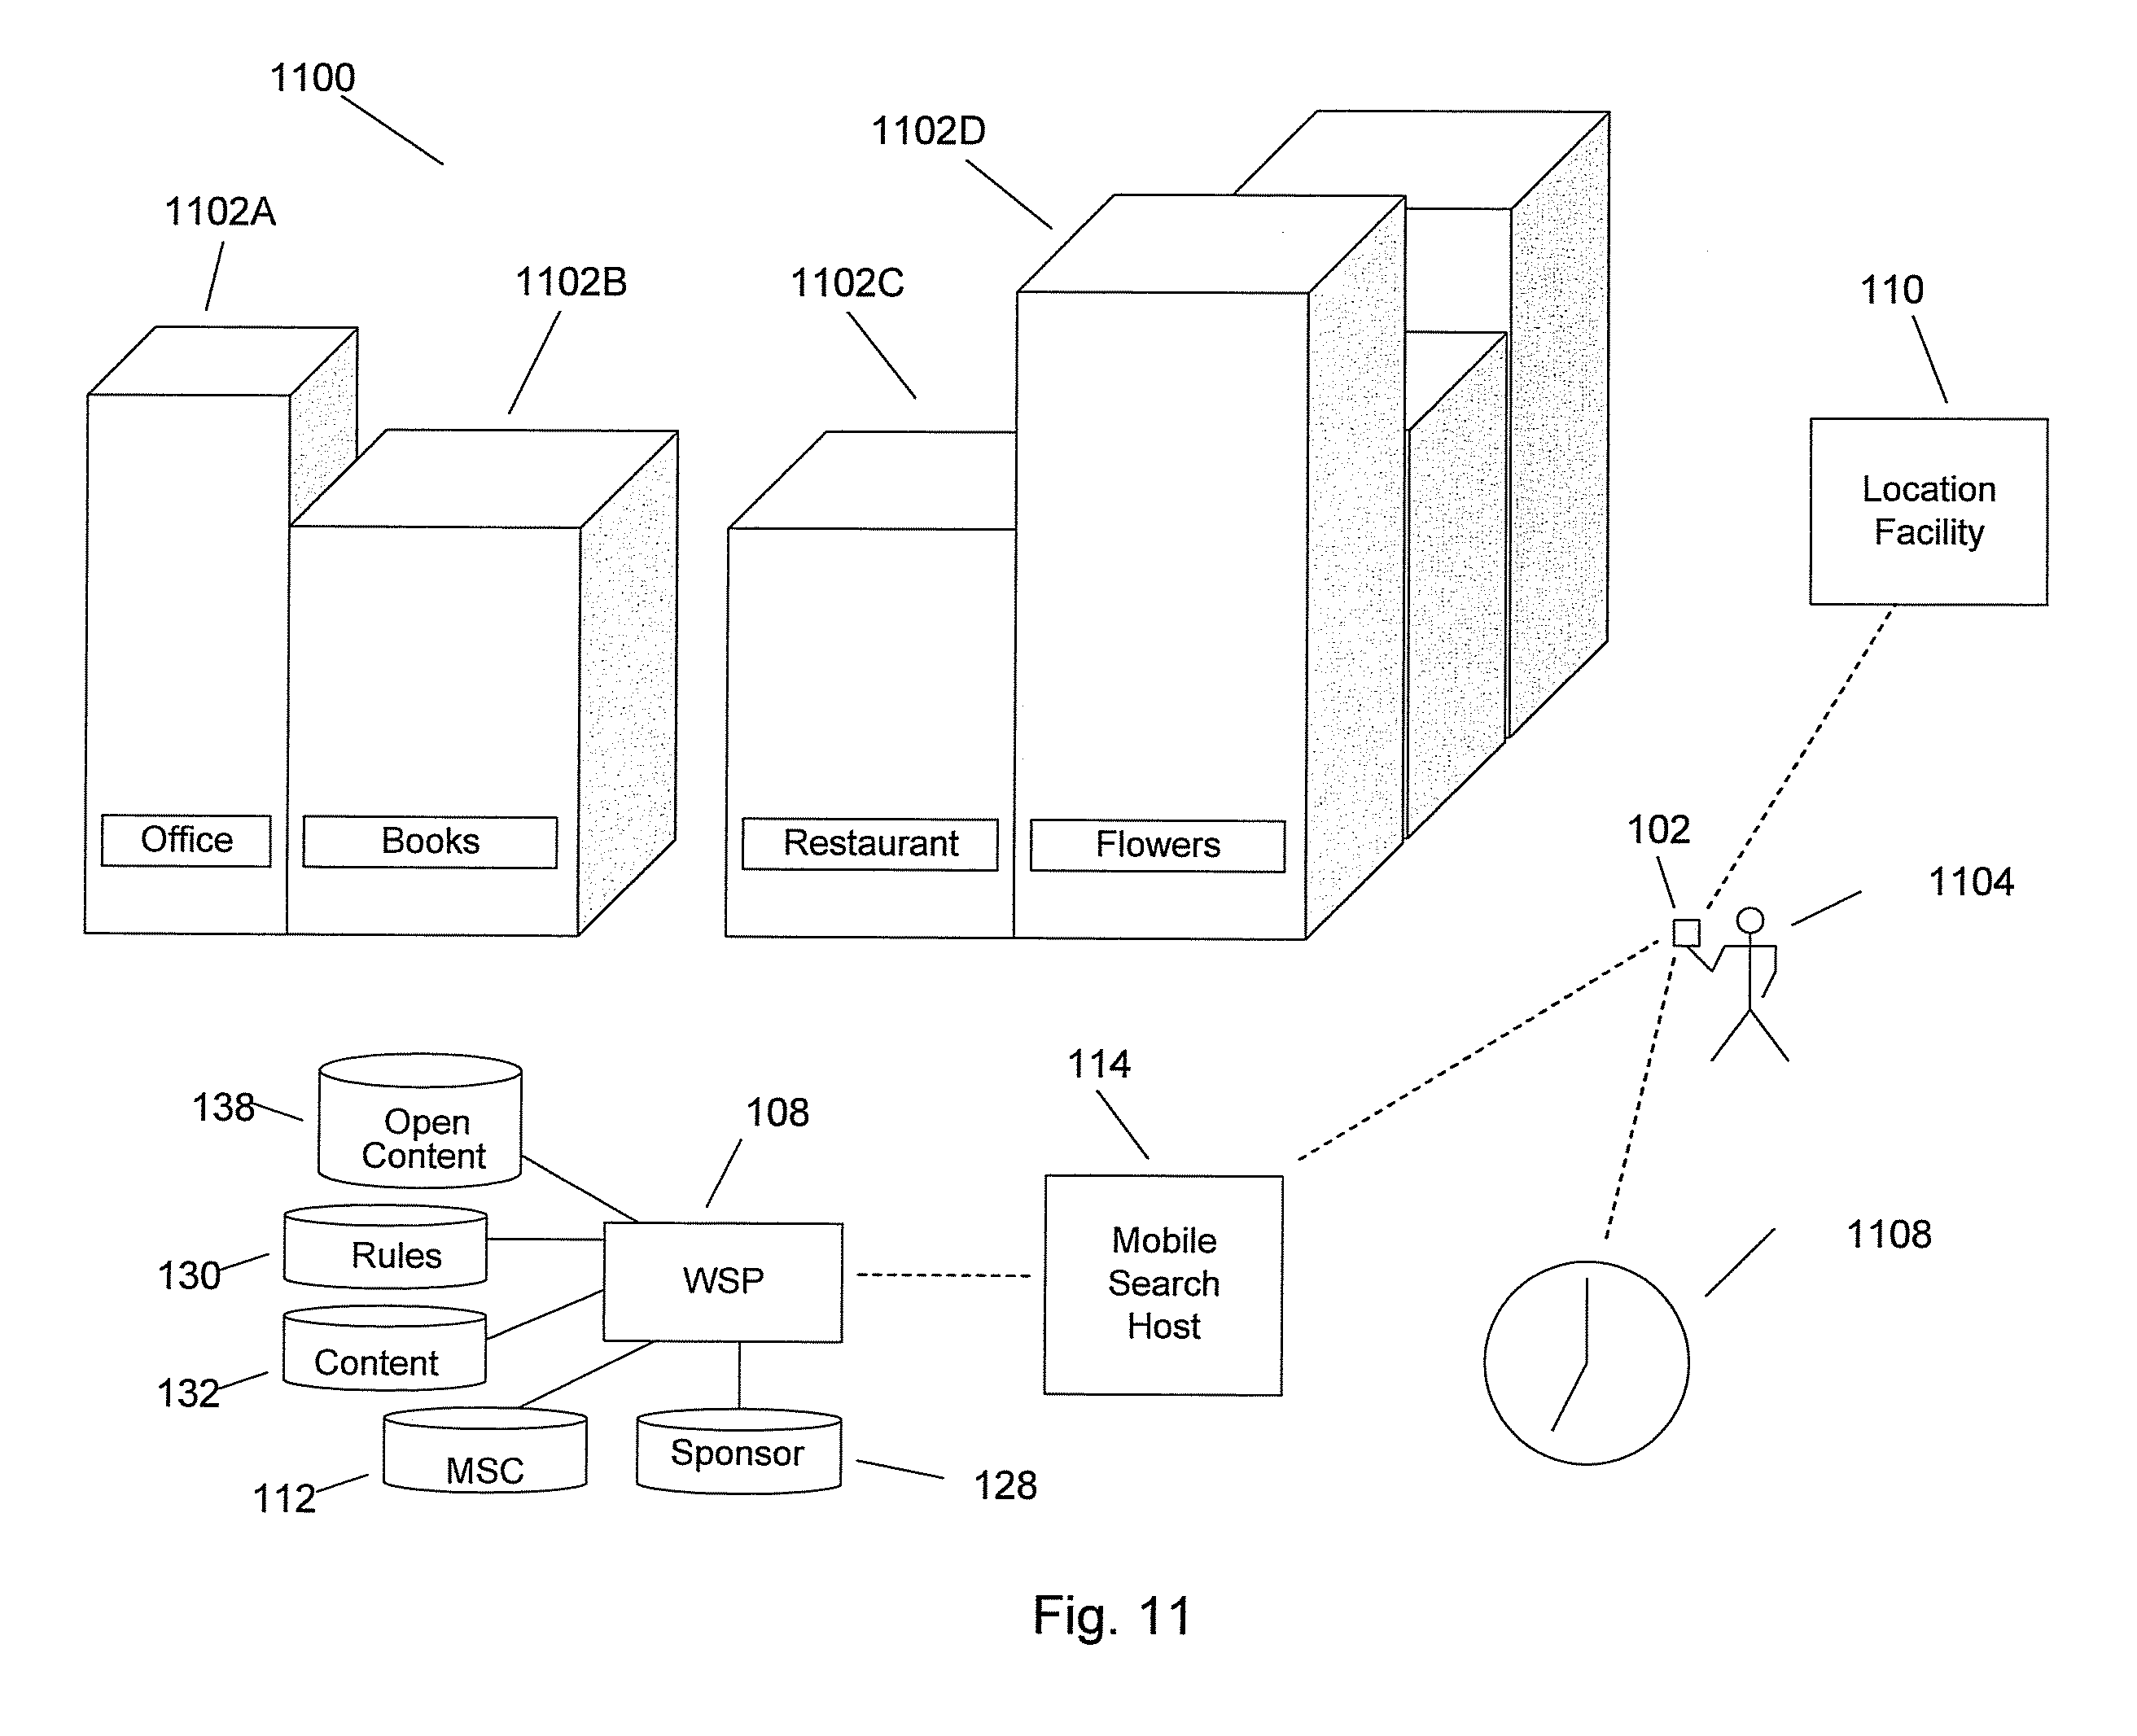 1100
1102D
1102A
1102B
1102C
110
Location
Facility
Office
Books
Restaurant
Flowers
102
1104
114
138
Open
Content
108
1108
130
Rules
WSP
Mobile
Search
Host
132
Content
112
MSC
Sponsor
128
Fig. 11